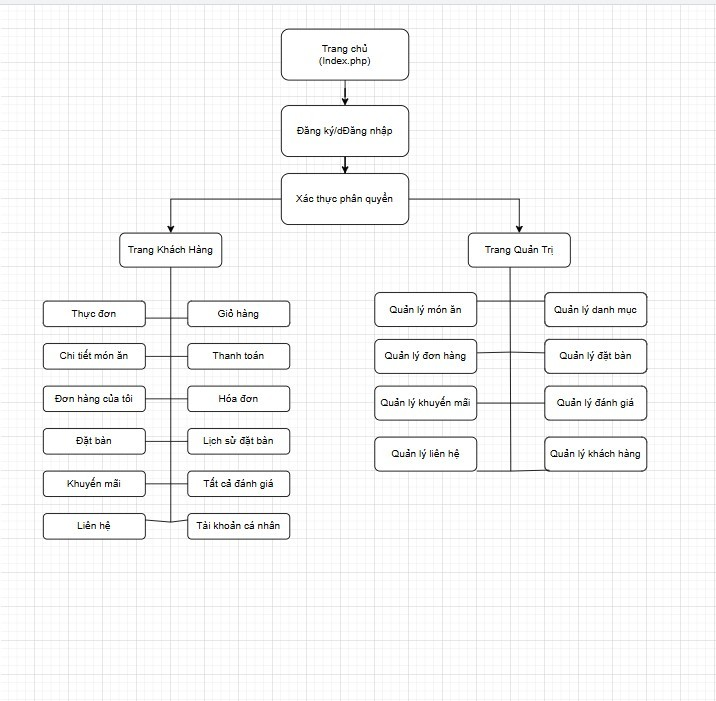 Trang chủ
(Index.php)
Đăng ký/dĐăng nhập
Xác thực phân quyền
Trang Khách Hàng
Trang Quản Trị
Thực đơn
Giỏ hàng
Chi tiết món ăn
Thanh toán
Đơn hàng của tôi
Hóa đơn
Đặt bàn
Lịch sử đặt bàn
Khuyến mãi
Tất cả đánh giá
Liên hệ
Tài khoản cá nhân
Quản lý món ăn
Quản lý danh mục
Quản lý đơn hàng
Quản lý đặt bàn
Quản lý khuyến mãi
Quản lý đánh giá
Quản lý liên hệ
Quản lý khách hàng